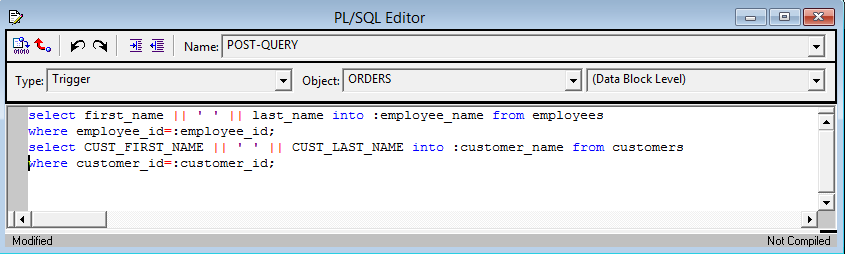 PL/SQL Editor
Name: POST-QUERY
Type: Trigger Object: ORDERS (Data Block Level)
select first_name || ' ' || last_name into :employee_name from employees
where employee_id=:employee_id;
select CUST_FIRST_NAME || ' ' || CUST_LAST_NAME into :customer_name from customers
where customer_id=:customer_id;
Modified Not Compiled